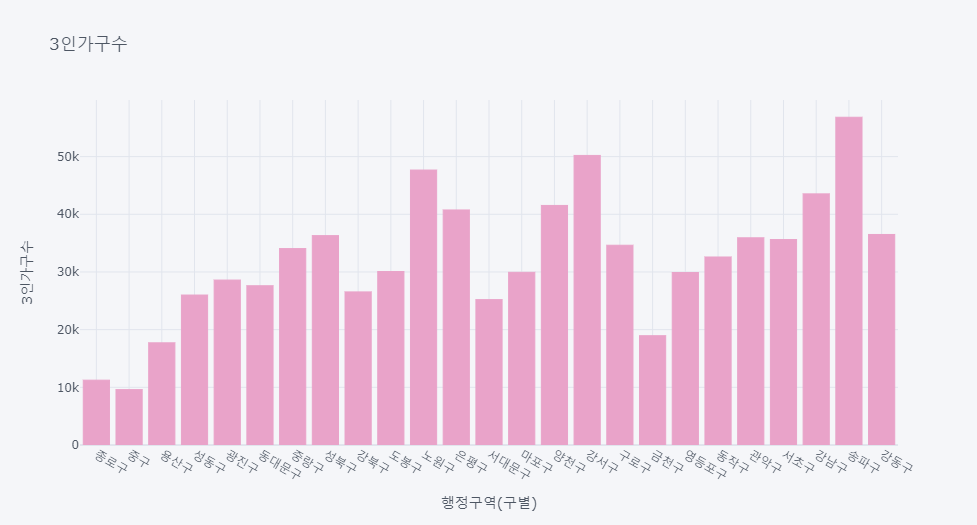 3인가구수
3인가구수
50k
40k
30k
20k
10k
0
종로구
중구
용산구
성동구
광진구
동대문구
중랑구
성북구
강북구
도봉구
노원구
은평구
서대문구
마포구
양천구
강서구
구로구
금천구
영등포구
동작구
관악구
서초구
강남구
송파구
강동구
행정구역(구별)